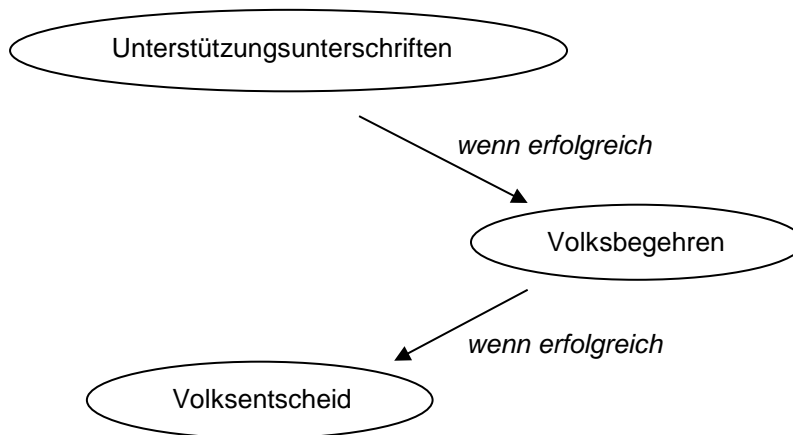 Unterstützungsunterschriften
wenn erfolgreich
Volksbegehren
wenn erfolgreich
Volksentscheid